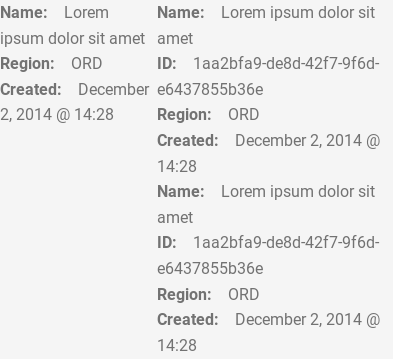 Name: Lorem
ipsum dolor sit amet
Region: ORD
Created: December
2, 2014 @ 14:28
Name: Lorem ipsum dolor sit
amet
ID: 1aa2bfa9-de8d-42f7-9f6d-
e6437855b36e
Region: ORD
Created: December 2, 2014 @
14:28
Name: Lorem ipsum dolor sit
amet
ID: 1aa2bfa9-de8d-42f7-9f6d-
e6437855b36e
Region: ORD
Created: December 2, 2014 @
14:28